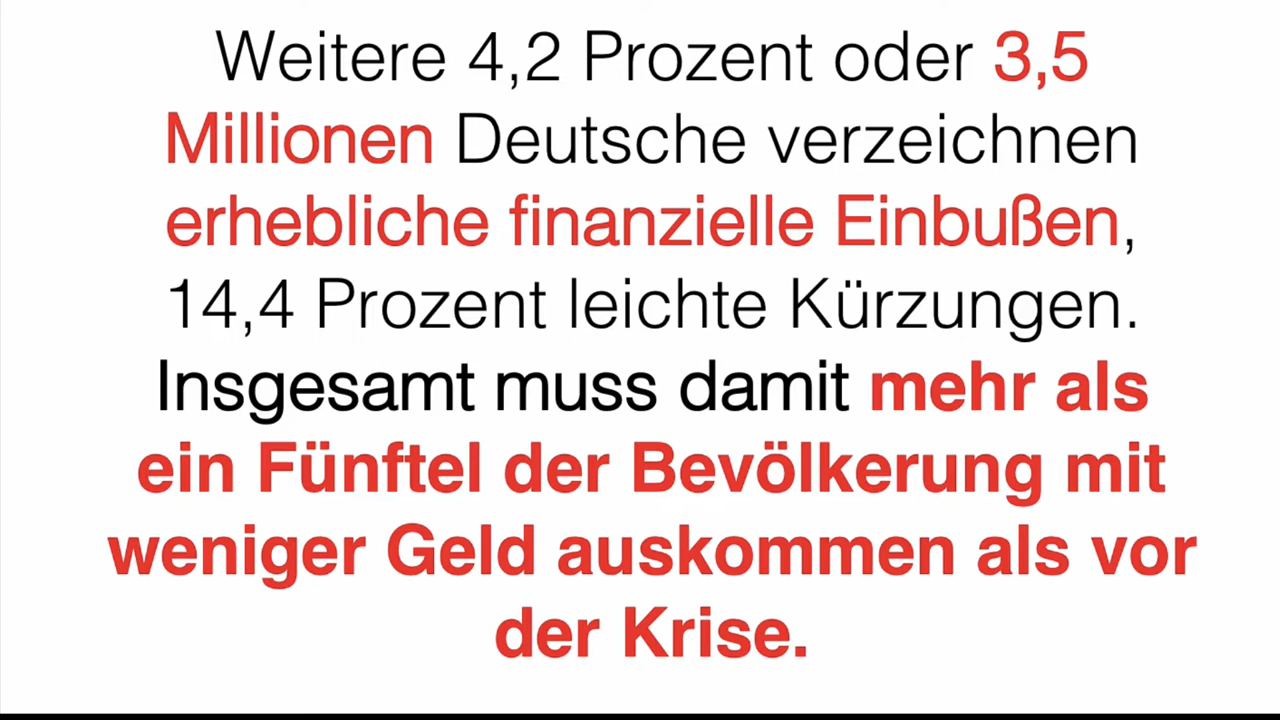 Weitere 4,2 Prozent oder 3,5
Millionen Deutsche verzeichnen
erhebliche finanzielle Einbußen,
14,4 Prozent leichte Kürzungen.
Insgesamt muss damit mehr als
ein Fünftel der Bevölkerung mit
weniger Geld auskommen als vor
der Krise.